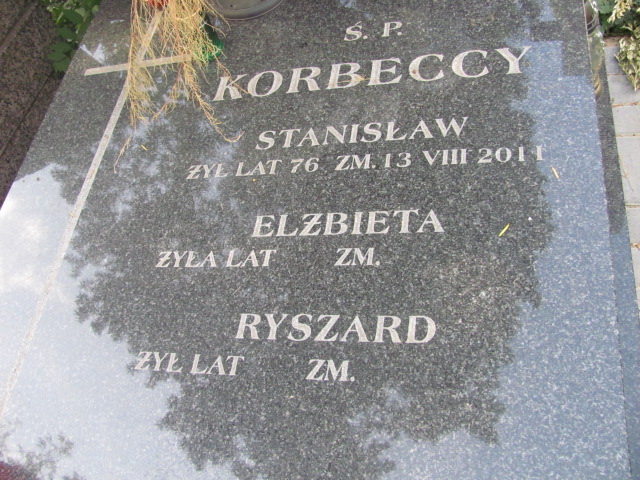 Ś. P.
KORBECCY
STANISŁAW
ŻYŁ LAT 76 ZM. 13 VIII 2011
ELŻBIETA
ŻYŁA LAT ZM.
RYSZARD
ŻYŁ LAT ZM.